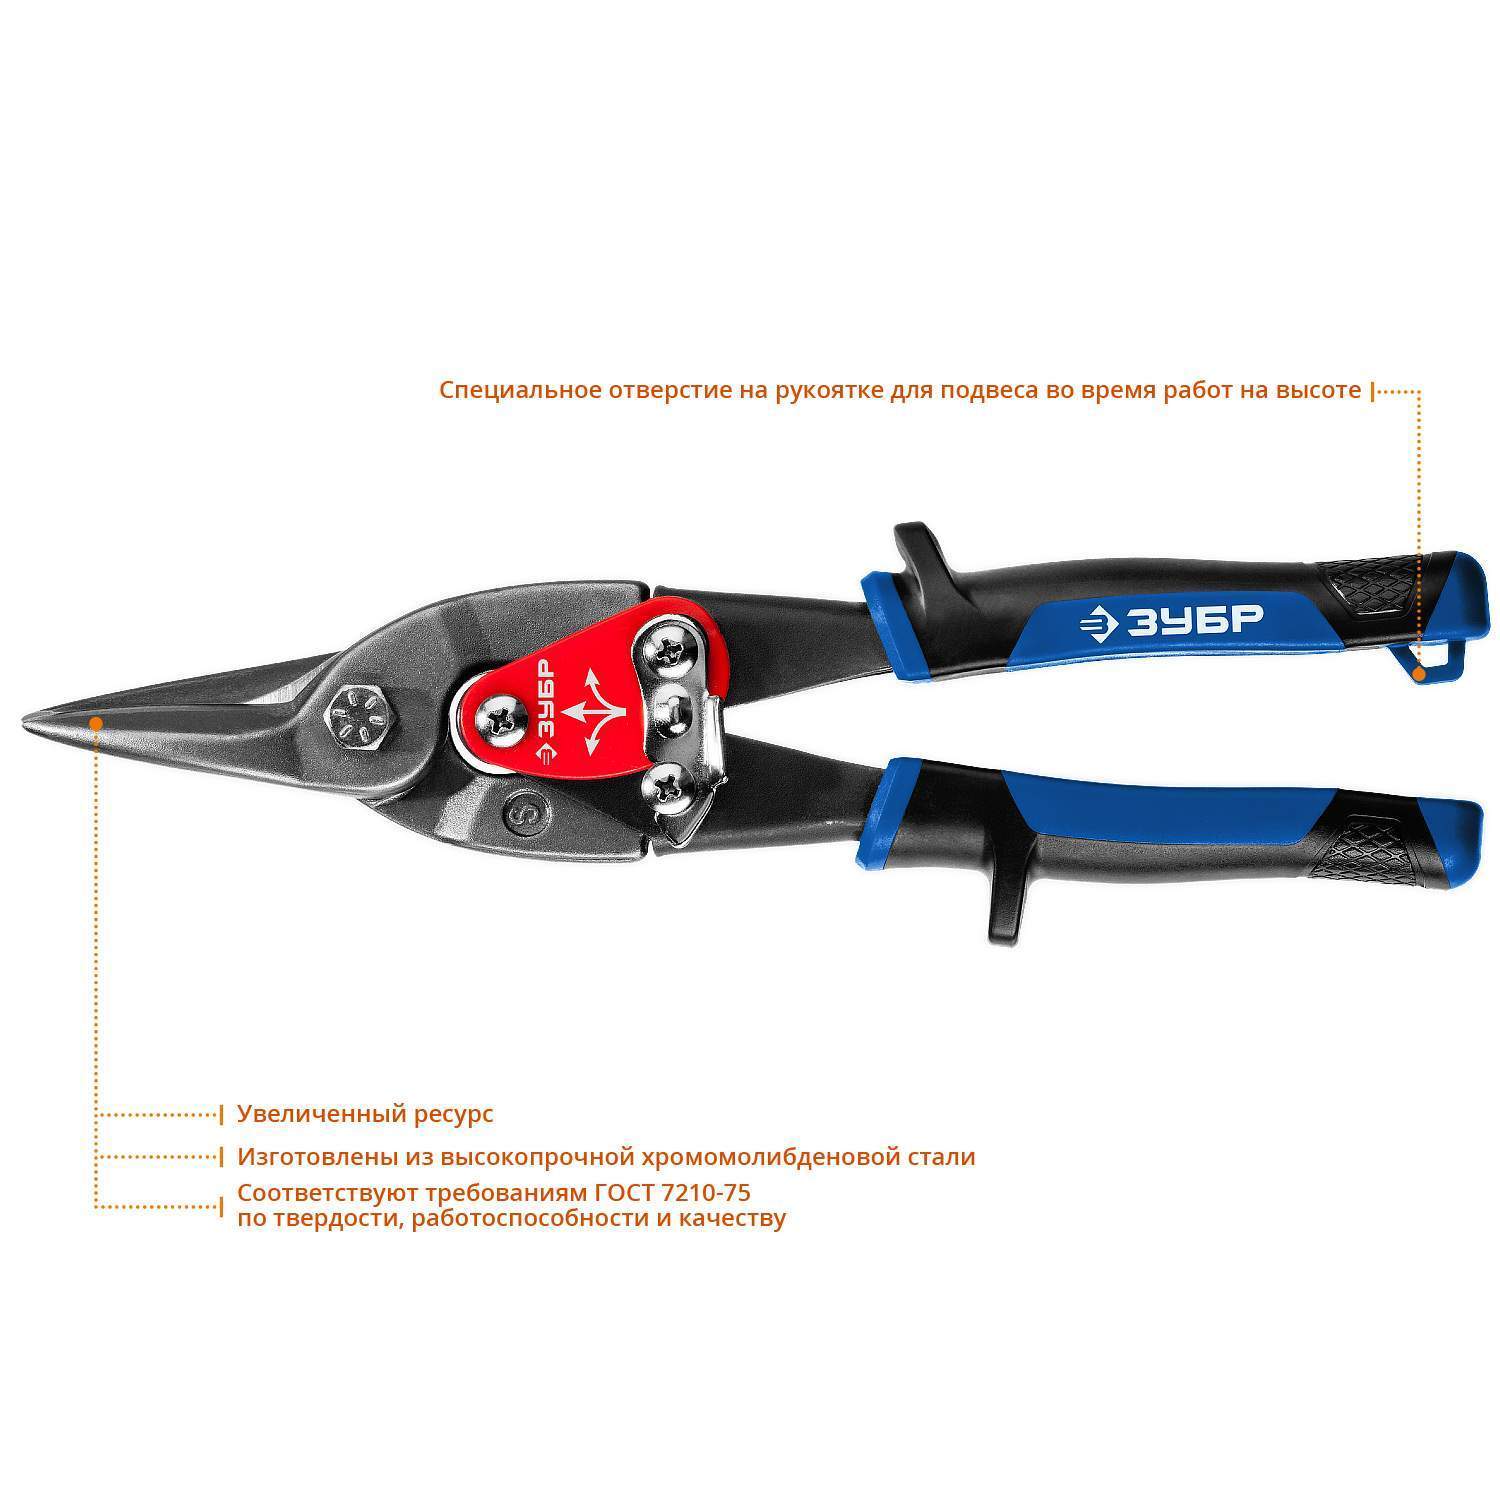 Специальное отверстие на рукоятке для подвеса во время работ на высоте
ЗУБР
ЗУБР
S
Увеличенный ресурс
Изготовлены из высокопрочной хромомолибденовой стали
Соответствуют требованиям ГОСТ 7210-75
по твердости, работоспособности и качеству